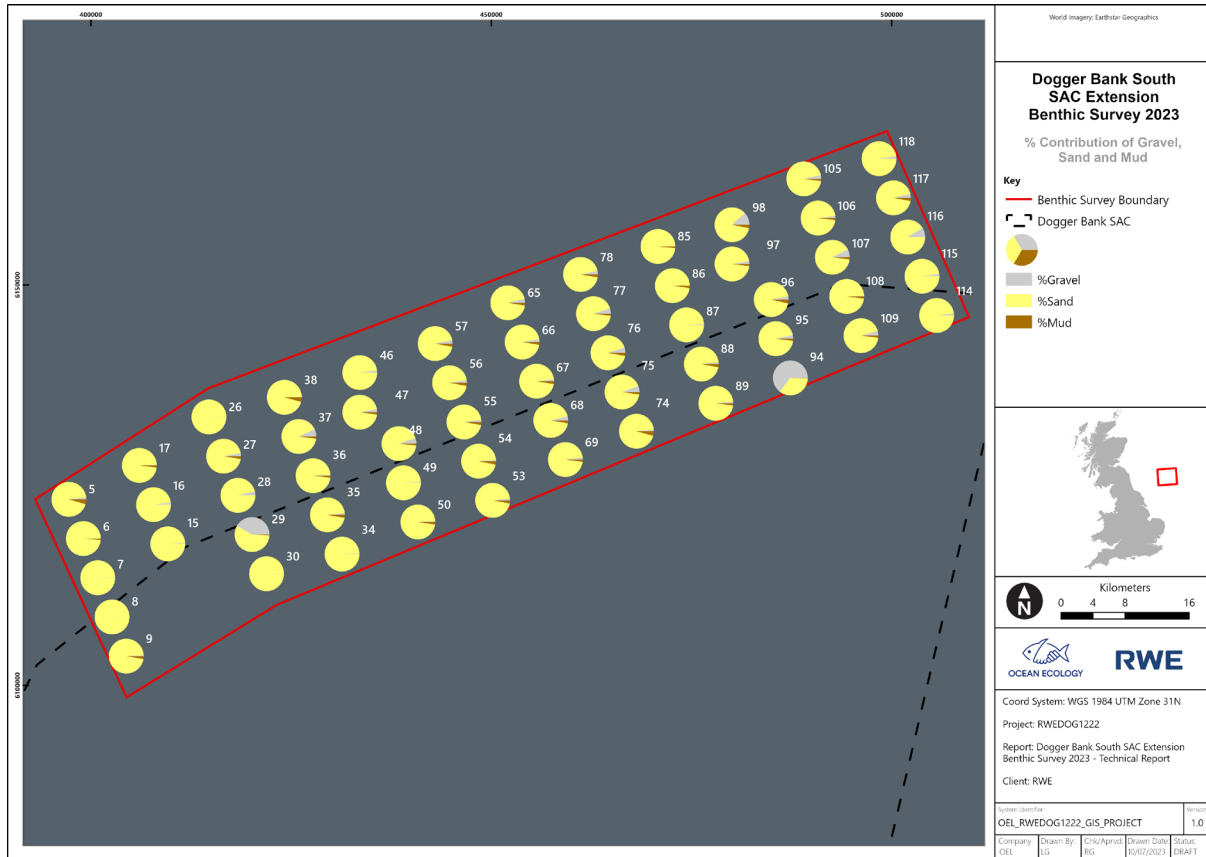 400000
450000
500000
6150000
6100000
118
105
117
98
106
116
85
97
107
115
78
86
96
108
114
65
77
87
95
109
57
66
76
88
94
46
56
67
75
89
38
47
55
68
74
26
37
48
54
69
17
27
36
49
53
5
16
28
35
50
6
15
29
34
7
30
8
9
World Imagery: Earthstar Geographics
Dogger Bank South
SAC Extension
Benthic Survey 2023
% Contribution of Gravel,
Sand and Mud
Key
Benthic Survey Boundary
Dogger Bank SAC
%Gravel
%Sand
%Mud
N
Kilometers
0 4 8 16
OCEAN ECOLOGY
RWE
Coord System: WGS 1984 UTM Zone 31N
Project: RWEDOG1222
Report: Dogger Bank South SAC Extension
Benthic Survey 2023 - Technical Report
Client: RWE
System Identifier:
OEL_RWEDOG1222_GIS_PROJECT
Version:
1.0
Company:
OEL
Drawn By:
LG
Chk/Aprvd:
RG
Drawn Date:
10/07/2023
Status:
DRAFT